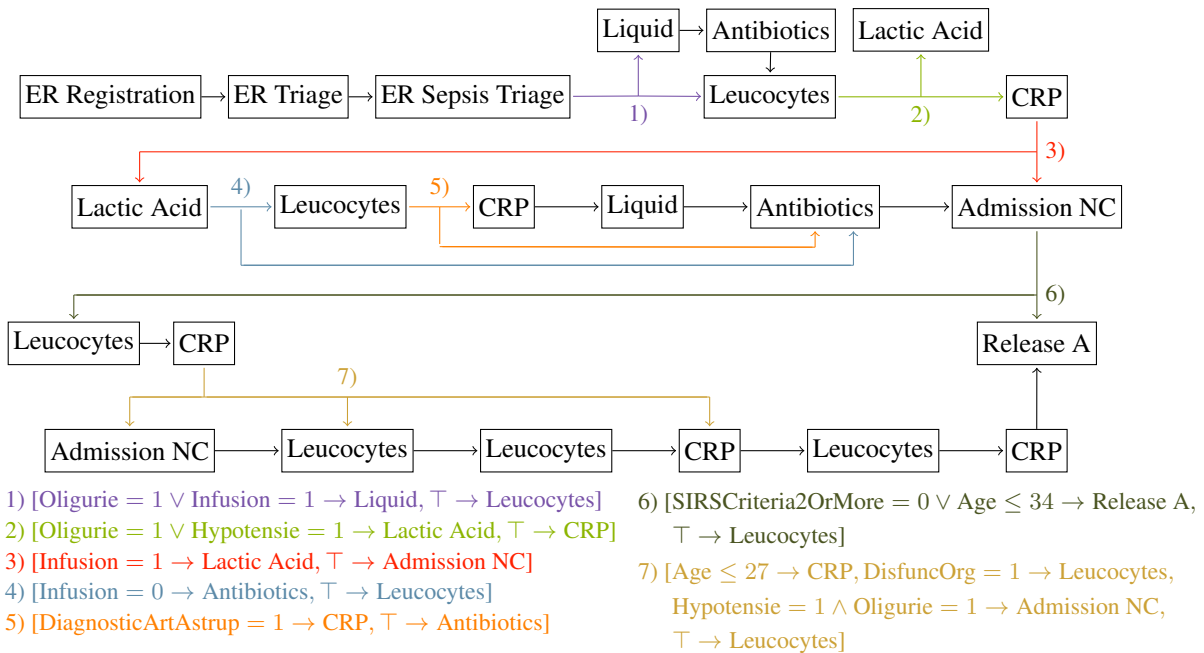 Liquid Antibiotics Lactic Acid
ER Registration ER Triage ER Sepsis Triage 1) Leucocytes 2) CRP
3)
Lactic Acid 4) Leucocytes 5) CRP Liquid Antibiotics Admission NC
6)
Leucocytes CRP Release A
7)
Admission NC Leucocytes Leucocytes CRP Leucocytes CRP
1) [Oligurie = 1 ∨ Infusion = 1 → Liquid, ⊤ → Leucocytes]
2) [Oligurie = 1 ∨ Hypotensie = 1 → Lactic Acid, ⊤ → CRP]
3) [Infusion = 1 → Lactic Acid, ⊤ → Admission NC]
4) [Infusion = 0 → Antibiotics, ⊤ → Leucocytes]
5) [DiagnosticArtAstrup = 1 → CRP, ⊤ → Antibiotics]
6) [SIRSCriteria2OrMore = 0 ∨ Age ≤ 34 → Release A,
⊤ → Leucocytes]
7) [Age ≤ 27 → CRP, DisfuncOrg = 1 → Leucocytes,
Hypotensie = 1 ∧ Oligurie = 1 → Admission NC,
⊤ → Leucocytes]